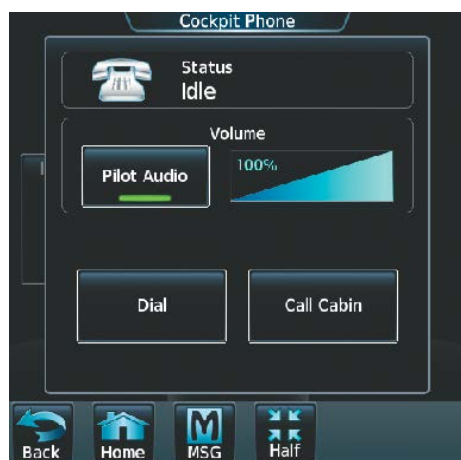 Cockpit Phone
Status
Idle
Volume
Pilot Audio
100%
Dial
Call Cabin
Back
Home
MSG
Half